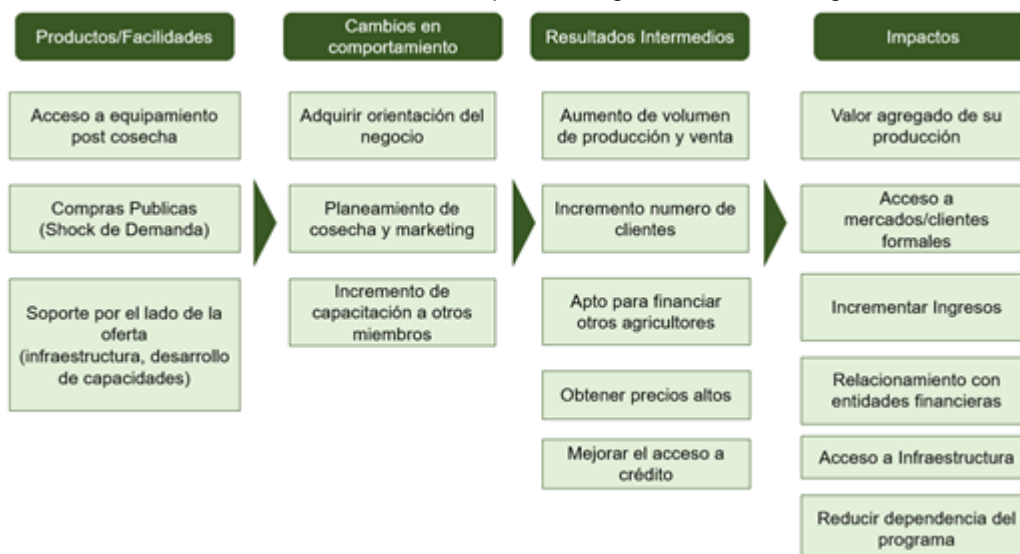 Productos/Facilidades
Cambios en
comportamiento
Resultados Intermedios
Impactos
Acceso a equipamiento
post cosecha
Compras Publicas
(Shock de Demanda)
Soporte por el lado de la
oferta
(infraestructura, desarrollo
de capacidades)
Adquirir orientación del
negocio
Planeamiento de
cosecha y marketing
Incremento de
capacitación a otros
miembros
Aumento de volumen
de producción y venta
Incremento numero de
clientes
Apto para financiar
otros agricultores
Obtener precios altos
Mejorar el acceso a
crédito
Valor agregado de su
producción
Acceso a
mercados/clientes
formales
Incrementar Ingresos
Relacionamiento con
entidades financieras
Acceso a Infraestructura
Reducir dependencia del
programa